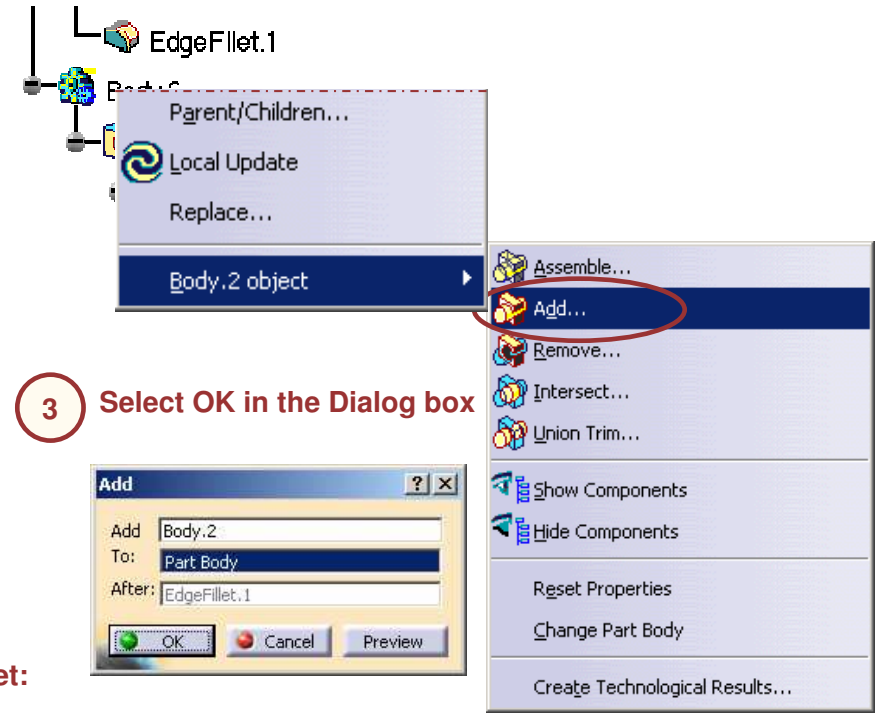 EdgeFillet.1
Parent/Children...
Local Update
Replace...
Body.2 object
Assemble...
Add...
Remove...
Intersect...
Union Trim...
Show Components
Hide Components
Reset Properties
Change Part Body
Create Technological Results...
3 Select OK in the Dialog box
Add
Add Body.2
To: Part Body
After: EdgeFillet.1
OK Cancel Preview
et: